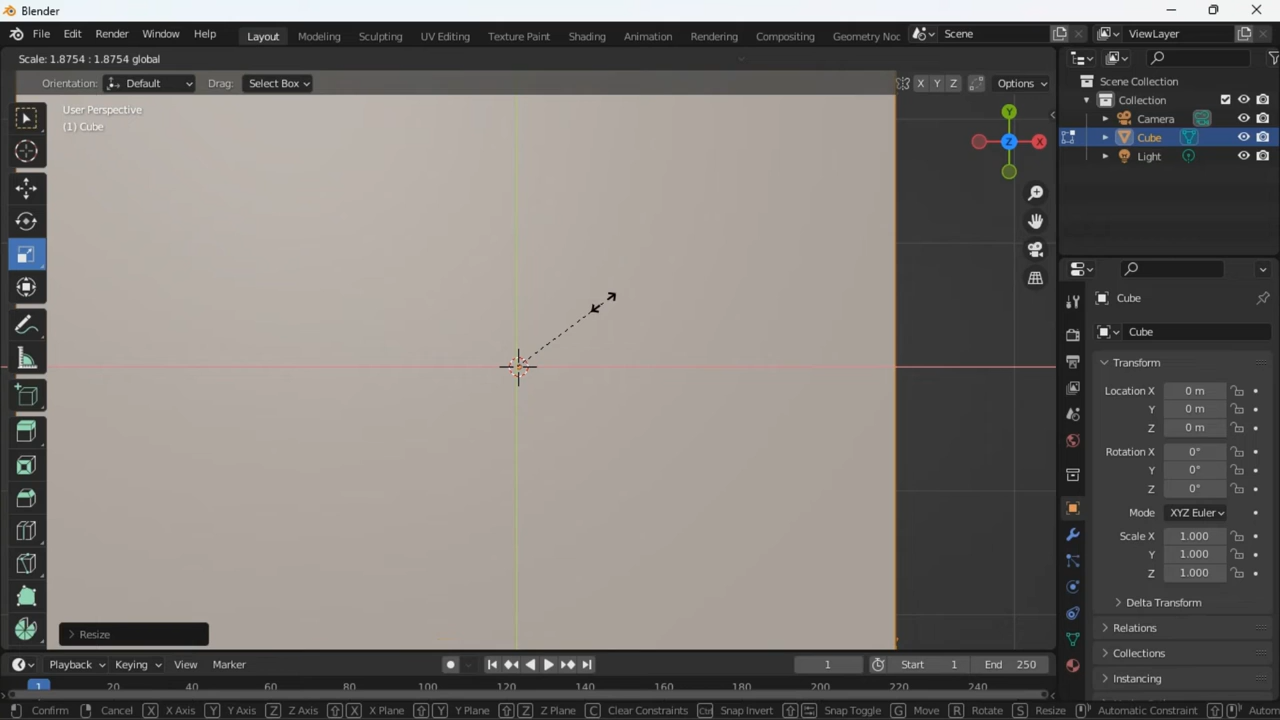 Blender
File Edit Render Window Help Layout Modeling Sculpting UV Editing Texture Paint Shading Animation Rendering Compositing Geometry Noc Scene ViewLayer
Scale: 1.8754 : 1.8754 global
Orientation: Default Drag: Select Box X Y Z Options
User Perspective
(1) Cube
Y
Z X
Resize
Scene Collection
Collection
Camera
Cube
Light
Cube
Cube
Transform
Location X 0 m
Y 0 m
Z 0 m
Rotation X 0°
Y 0°
Z 0°
Mode XYZ Euler
Scale X 1.000
Y 1.000
Z 1.000
Delta Transform
Relations
Collections
Instancing
Playback Keying View Marker 1 Start 1 End 250
1 20 40 60 80 100 120 140 160 180 200 220 240
Confirm Cancel X X Axis Y Y Axis Z Z Axis X X Plane Y Y Plane Z Z Plane C Clear Constraints Ctrl Snap Invert Snap Toggle G Move R Rotate S Resize Automatic Constraint Autom